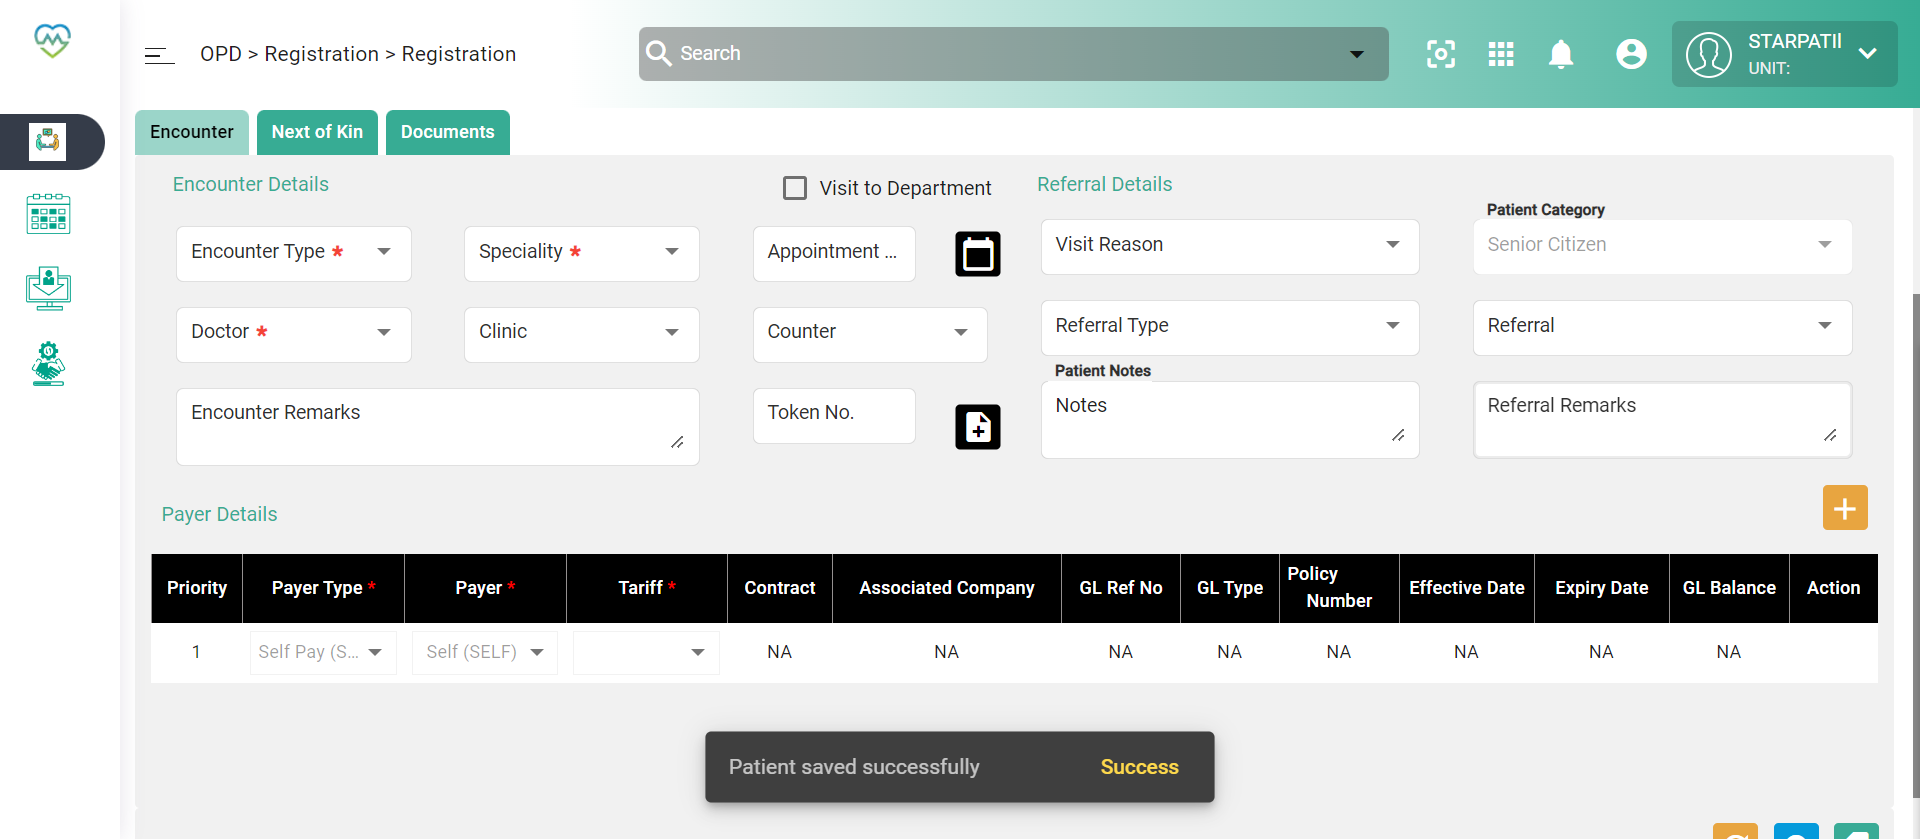 OPD > Registration > Registration
Search
STARPATIl
UNIT:
Encounter
Next of Kin
Documents
Encounter Details
Visit to Department
Referral Details
Encounter Type *
Speciality *
Appointment ...
Visit Reason
Patient Category
Senior Citizen
Doctor *
Clinic
Counter
Referral Type
Referral
Encounter Remarks
Token No.
Patient Notes
Notes
Referral Remarks
Payer Details
Priority Payer Type * Payer * Tariff * Contract Associated Company GL Ref No GL Type Policy Number Effective Date Expiry Date GL Balance Action
1 Self Pay (S... Self (SELF) NA NA NA NA NA NA NA NA
Patient saved successfully Success